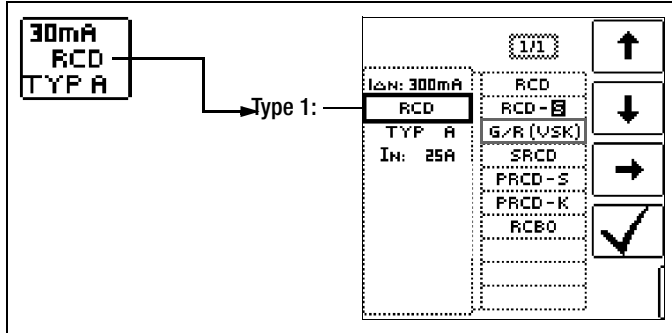 30mA
RCD
TYP A
Type 1:
1/1
I∆N: 300mA
RCD
TYP A
IN: 25A
RCD
RCD-S
G/R (VSK)
SRCD
PRCD-S
PRCD-K
RCBO